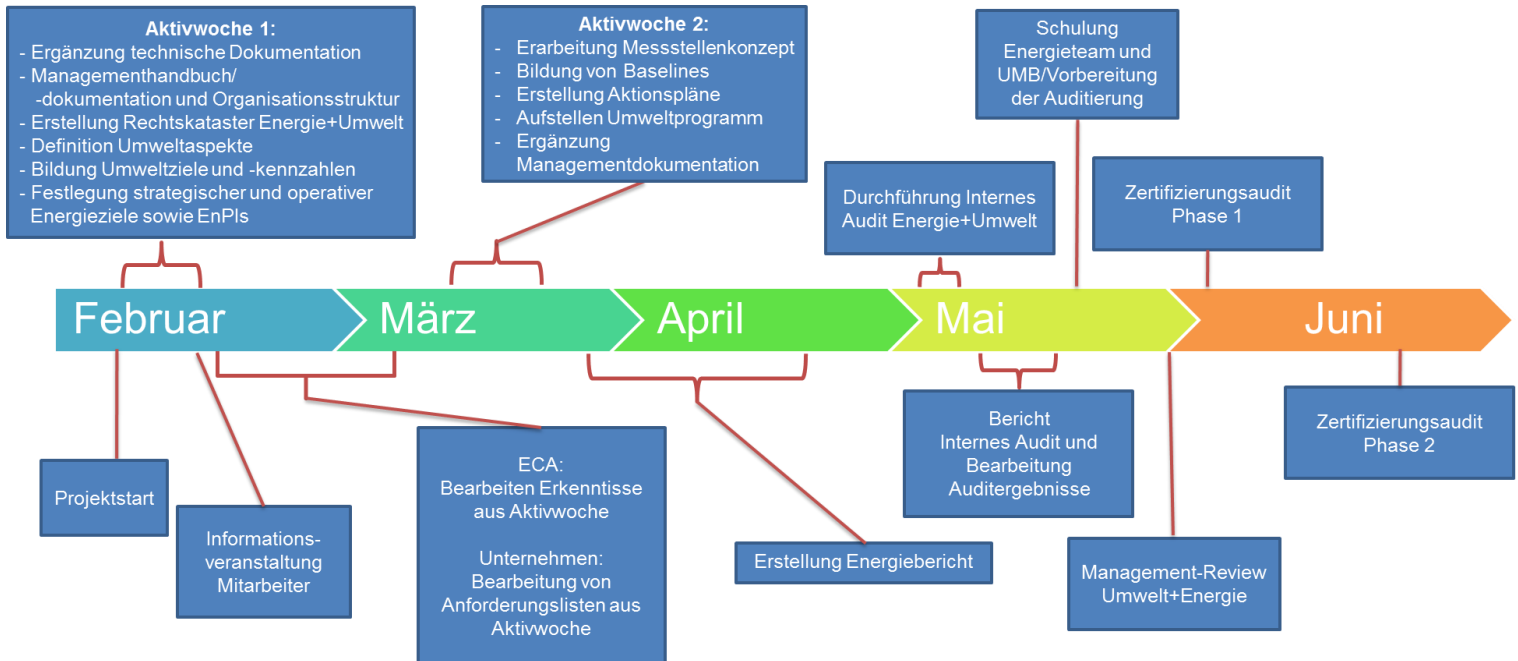 Aktivwoche 1:
- Ergänzung technische Dokumentation
- Managementhandbuch/
-dokumentation und Organisationsstruktur
- Erstellung Rechtskataster Energie+Umwelt
- Definition Umweltaspekte
- Bildung Umweltziele und -kennzahlen
- Festlegung strategischer und operativer
Energieziele sowie EnPIs
Aktivwoche 2:
- Erarbeitung Messstellenkonzept
- Bildung von Baselines
- Erstellung Aktionspläne
- Aufstellen Umweltprogramm
- Ergänzung
Managementdokumentation
Schulung
Energieteam und
UMB/Vorbereitung
der Auditierung
Durchführung Internes
Audit Energie+Umwelt
Zertifizierungsaudit
Phase 1
Februar
März
April
Mai
Juni
Projektstart
Informations-
veranstaltung
Mitarbeiter
ECA:
Bearbeiten Erkenntisse
aus Aktivwoche
Unternehmen:
Bearbeitung von
Anforderungslisten aus
Aktivwoche
Erstellung Energiebericht
Bericht
Internes Audit und
Bearbeitung
Auditergebnisse
Management-Review
Umwelt+Energie
Zertifizierungsaudit
Phase 2